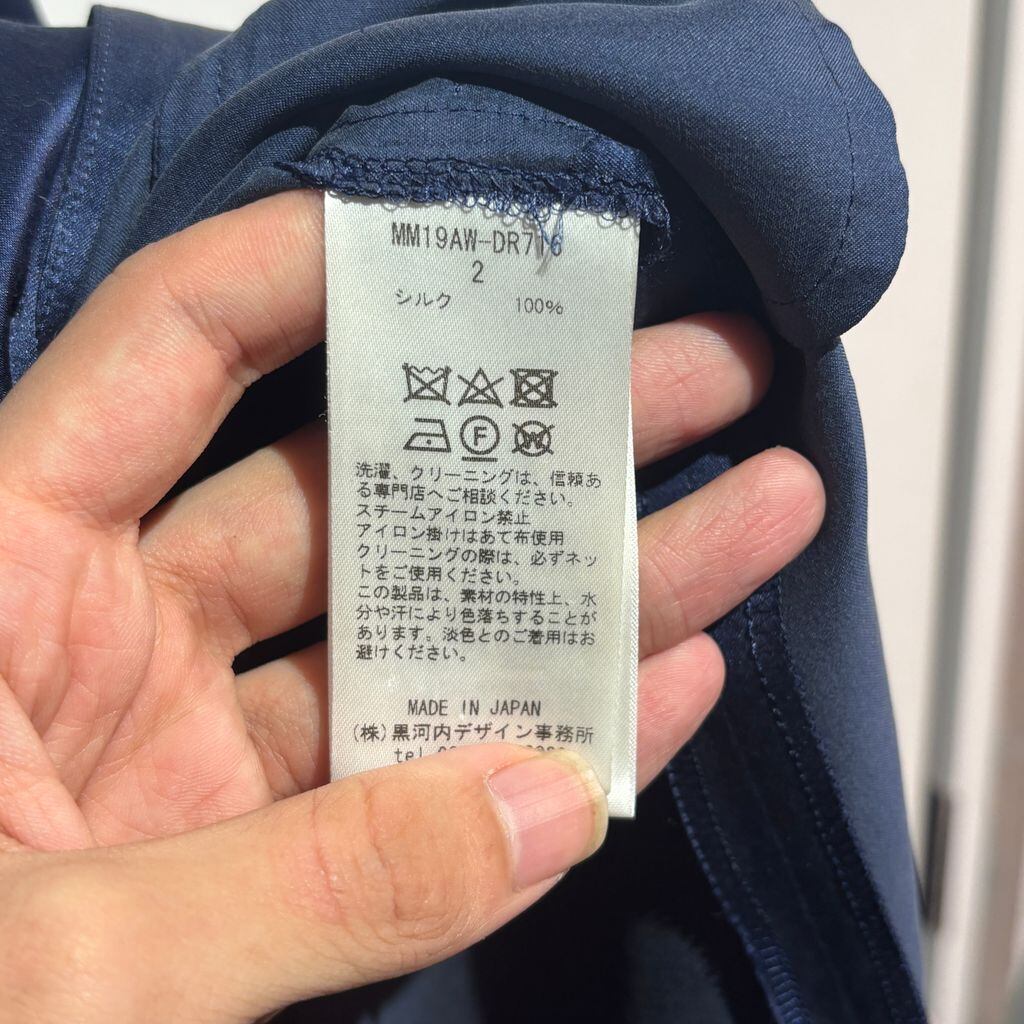 MM19AW-DR716
2
シルク 100%
F
W
洗濯、クリーニングは、信頼あ
る専門店へご相談ください。
スチームアイロン禁止
アイロン掛けはあて布使用
クリーニングの際は、必ずネッ
トをご使用ください。
この製品は、素材の特性上、水
分や汗により色落ちすることが
あります。淡色とのご着用はお
避けください。
MADE IN JAPAN
(株)黒河内デザイン事務所
tel